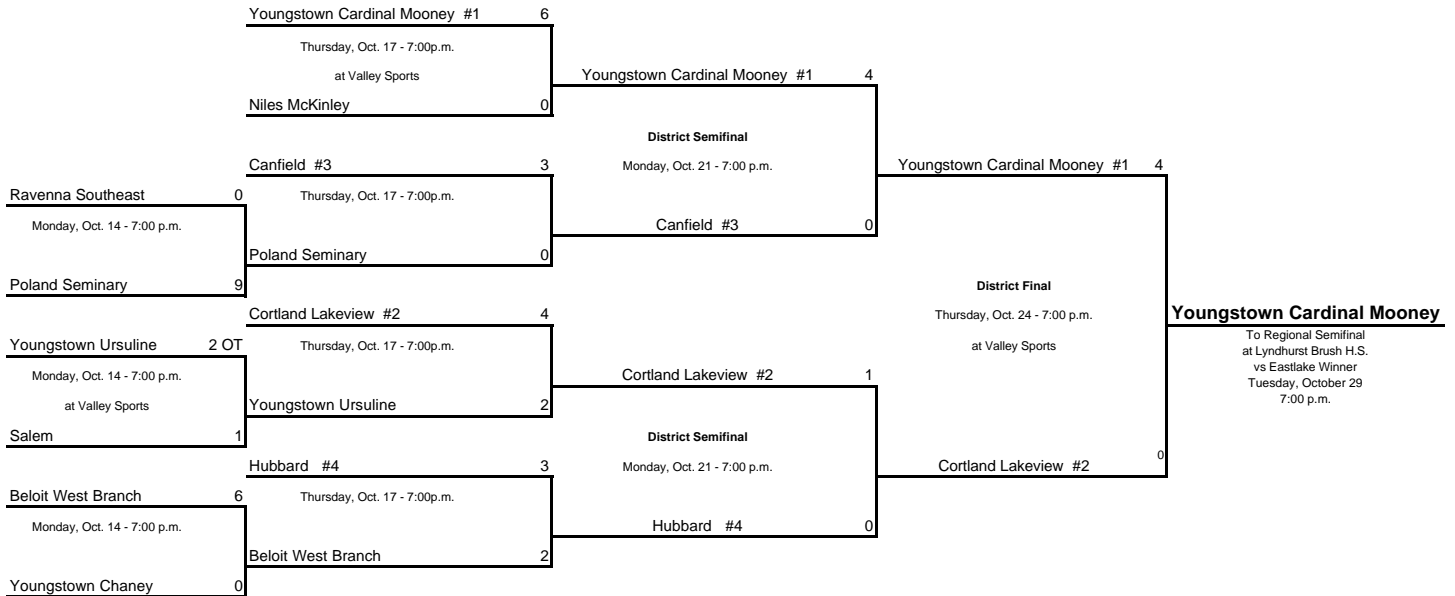 Youngstown Cardinal Mooney #1 6
Thursday, Oct. 17 - 7:00p.m.
at Valley Sports
Niles McKinley 0
Youngstown Cardinal Mooney #1 4
District Semifinal
Monday, Oct. 21 - 7:00 p.m.
Canfield #3 0
Canfield #3 3
Thursday, Oct. 17 - 7:00p.m.
Poland Seminary 0
Ravenna Southeast 0
Monday, Oct. 14 - 7:00 p.m.
Poland Seminary 9
Youngstown Cardinal Mooney #1 4
District Final
Thursday, Oct. 24 - 7:00 p.m.
at Valley Sports
Cortland Lakeview #2 0
Youngstown Cardinal Mooney
To Regional Semifinal
at Lyndhurst Brush H.S.
vs Eastlake Winner
Tuesday, October 29
7:00 p.m.
Cortland Lakeview #2 4
Thursday, Oct. 17 - 7:00p.m.
Youngstown Ursuline 2
Youngstown Ursuline 2 OT
Monday, Oct. 14 - 7:00 p.m.
at Valley Sports
Salem 1
Cortland Lakeview #2 1
District Semifinal
Monday, Oct. 21 - 7:00 p.m.
Hubbard #4 0
Hubbard #4 3
Thursday, Oct. 17 - 7:00p.m.
Beloit West Branch 2
Beloit West Branch 6
Monday, Oct. 14 - 7:00 p.m.
Youngstown Chaney 0